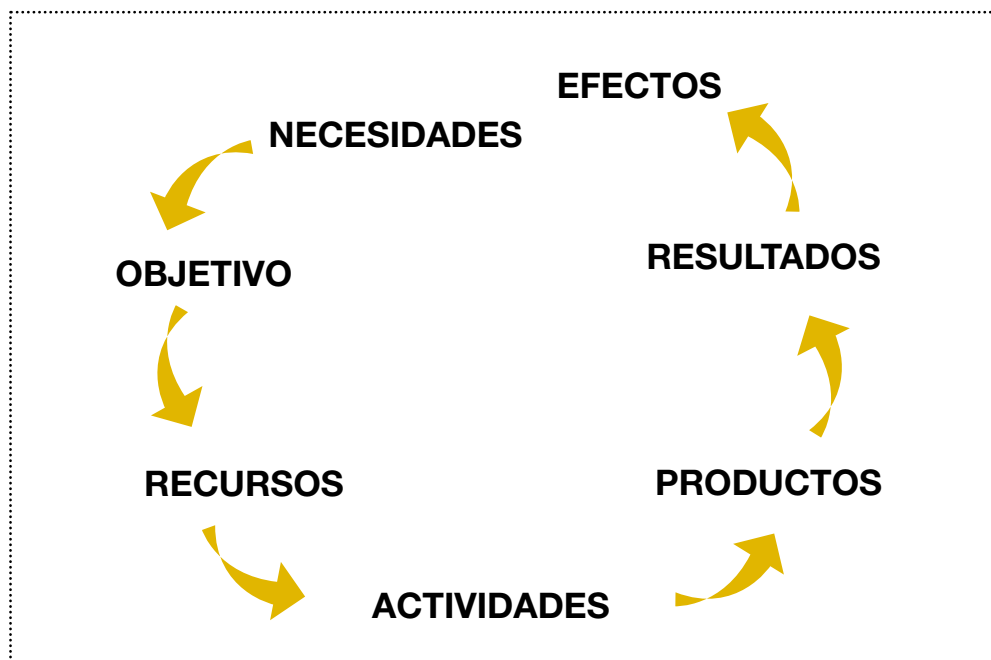 EFECTOS
NECESIDADES
OBJETIVO
RESULTADOS
RECURSOS
PRODUCTOS
ACTIVIDADES